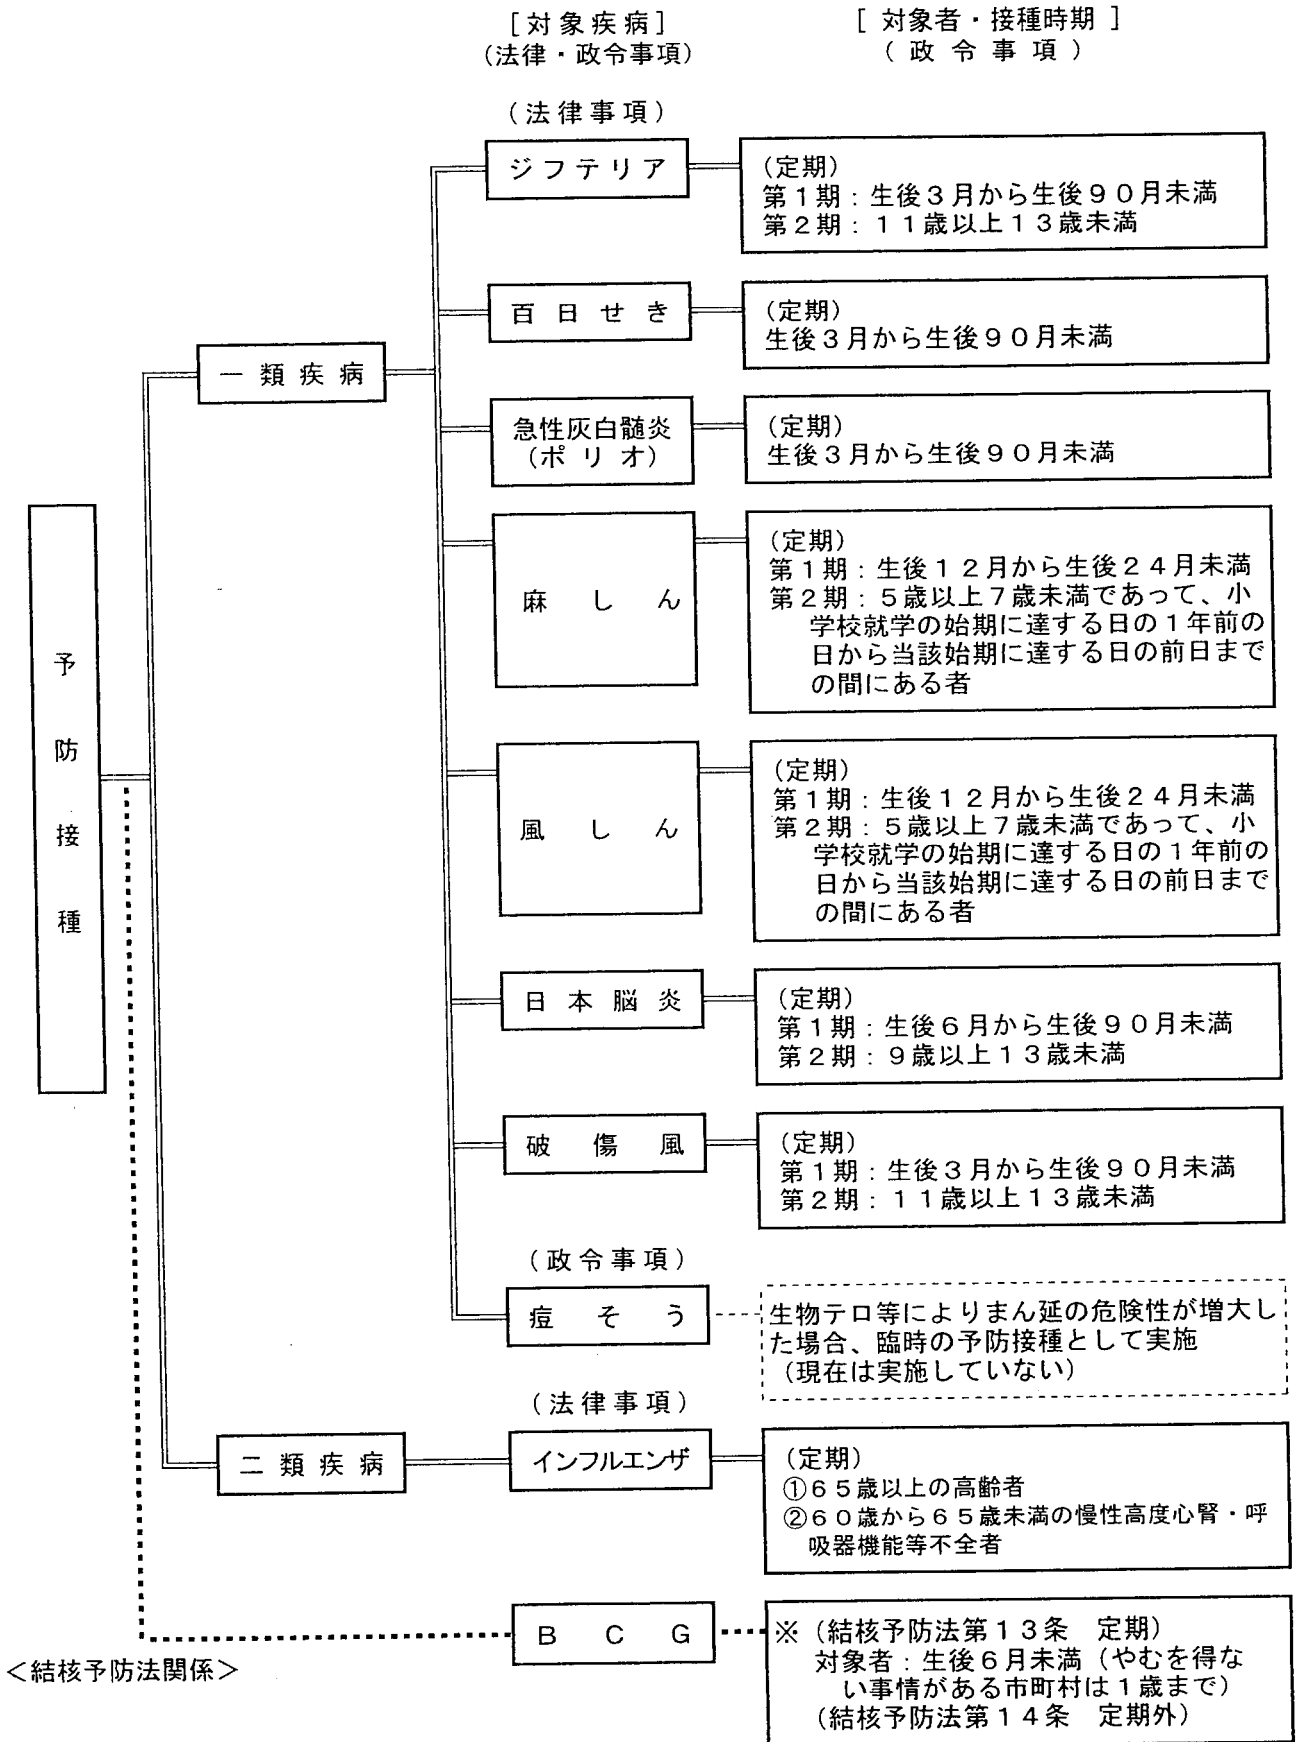 [対象疾病]
(法律・政令事項)
[ 対象者・接種時期 ]
( 政 令 事 項 )
(法律事項)
ジフテリア
(定期)
第1期:生後3月から生後90月未満
第2期:11歳以上13歳未満
百日せき
(定期)
生後3月から生後90月未満
一類疾病
急性灰白髄炎
(ポリオ)
(定期)
生後3月から生後90月未満
麻しん
(定期)
第1期:生後12月から生後24月未満
第2期:5歳以上7歳未満であって、小
学校就学の始期に達する日の1年前の
日から当該始期に達する日の前日まで
の間にある者
予防接種
風しん
(定期)
第1期:生後12月から生後24月未満
第2期:5歳以上7歳未満であって、小
学校就学の始期に達する日の1年前の
日から当該始期に達する日の前日まで
の間にある者
日本脳炎
(定期)
第1期:生後6月から生後90月未満
第2期:9歳以上13歳未満
破傷風
(定期)
第1期:生後3月から生後90月未満
第2期:11歳以上13歳未満
(政令事項)
痘そう
生物テロ等によりまん延の危険性が増大し
た場合、臨時の予防接種として実施
(現在は実施していない)
(法律事項)
二類疾病
インフルエンザ
(定期)
①65歳以上の高齢者
②60歳から65歳未満の慢性高度心腎・呼
吸器機能等不全者
BCG
※(結核予防法第13条 定期)
対象者:生後6月未満(やむを得な
い事情がある市町村は1歳まで)
(結核予防法第14条 定期外)
<結核予防法関係>